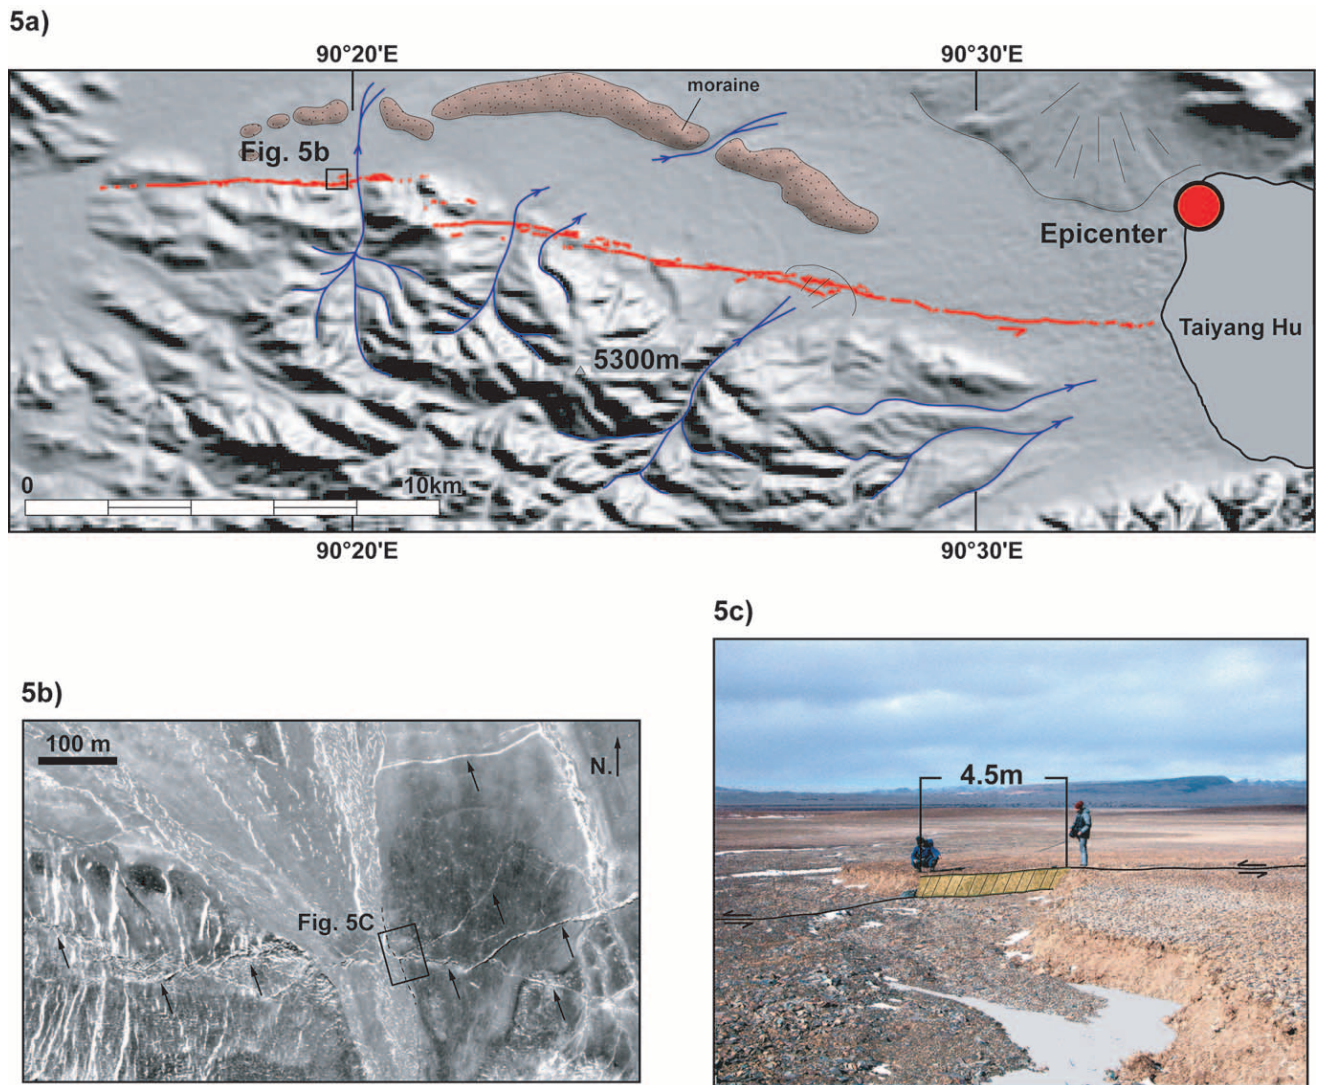 5a)
90°20'E
90°30'E
moraine
Fig. 5b
Epicenter
Taiyang Hu
5300m
0
10km
90°20'E
90°30'E
5c)
5b)
100 m
N.
4.5m
Fig. 5C